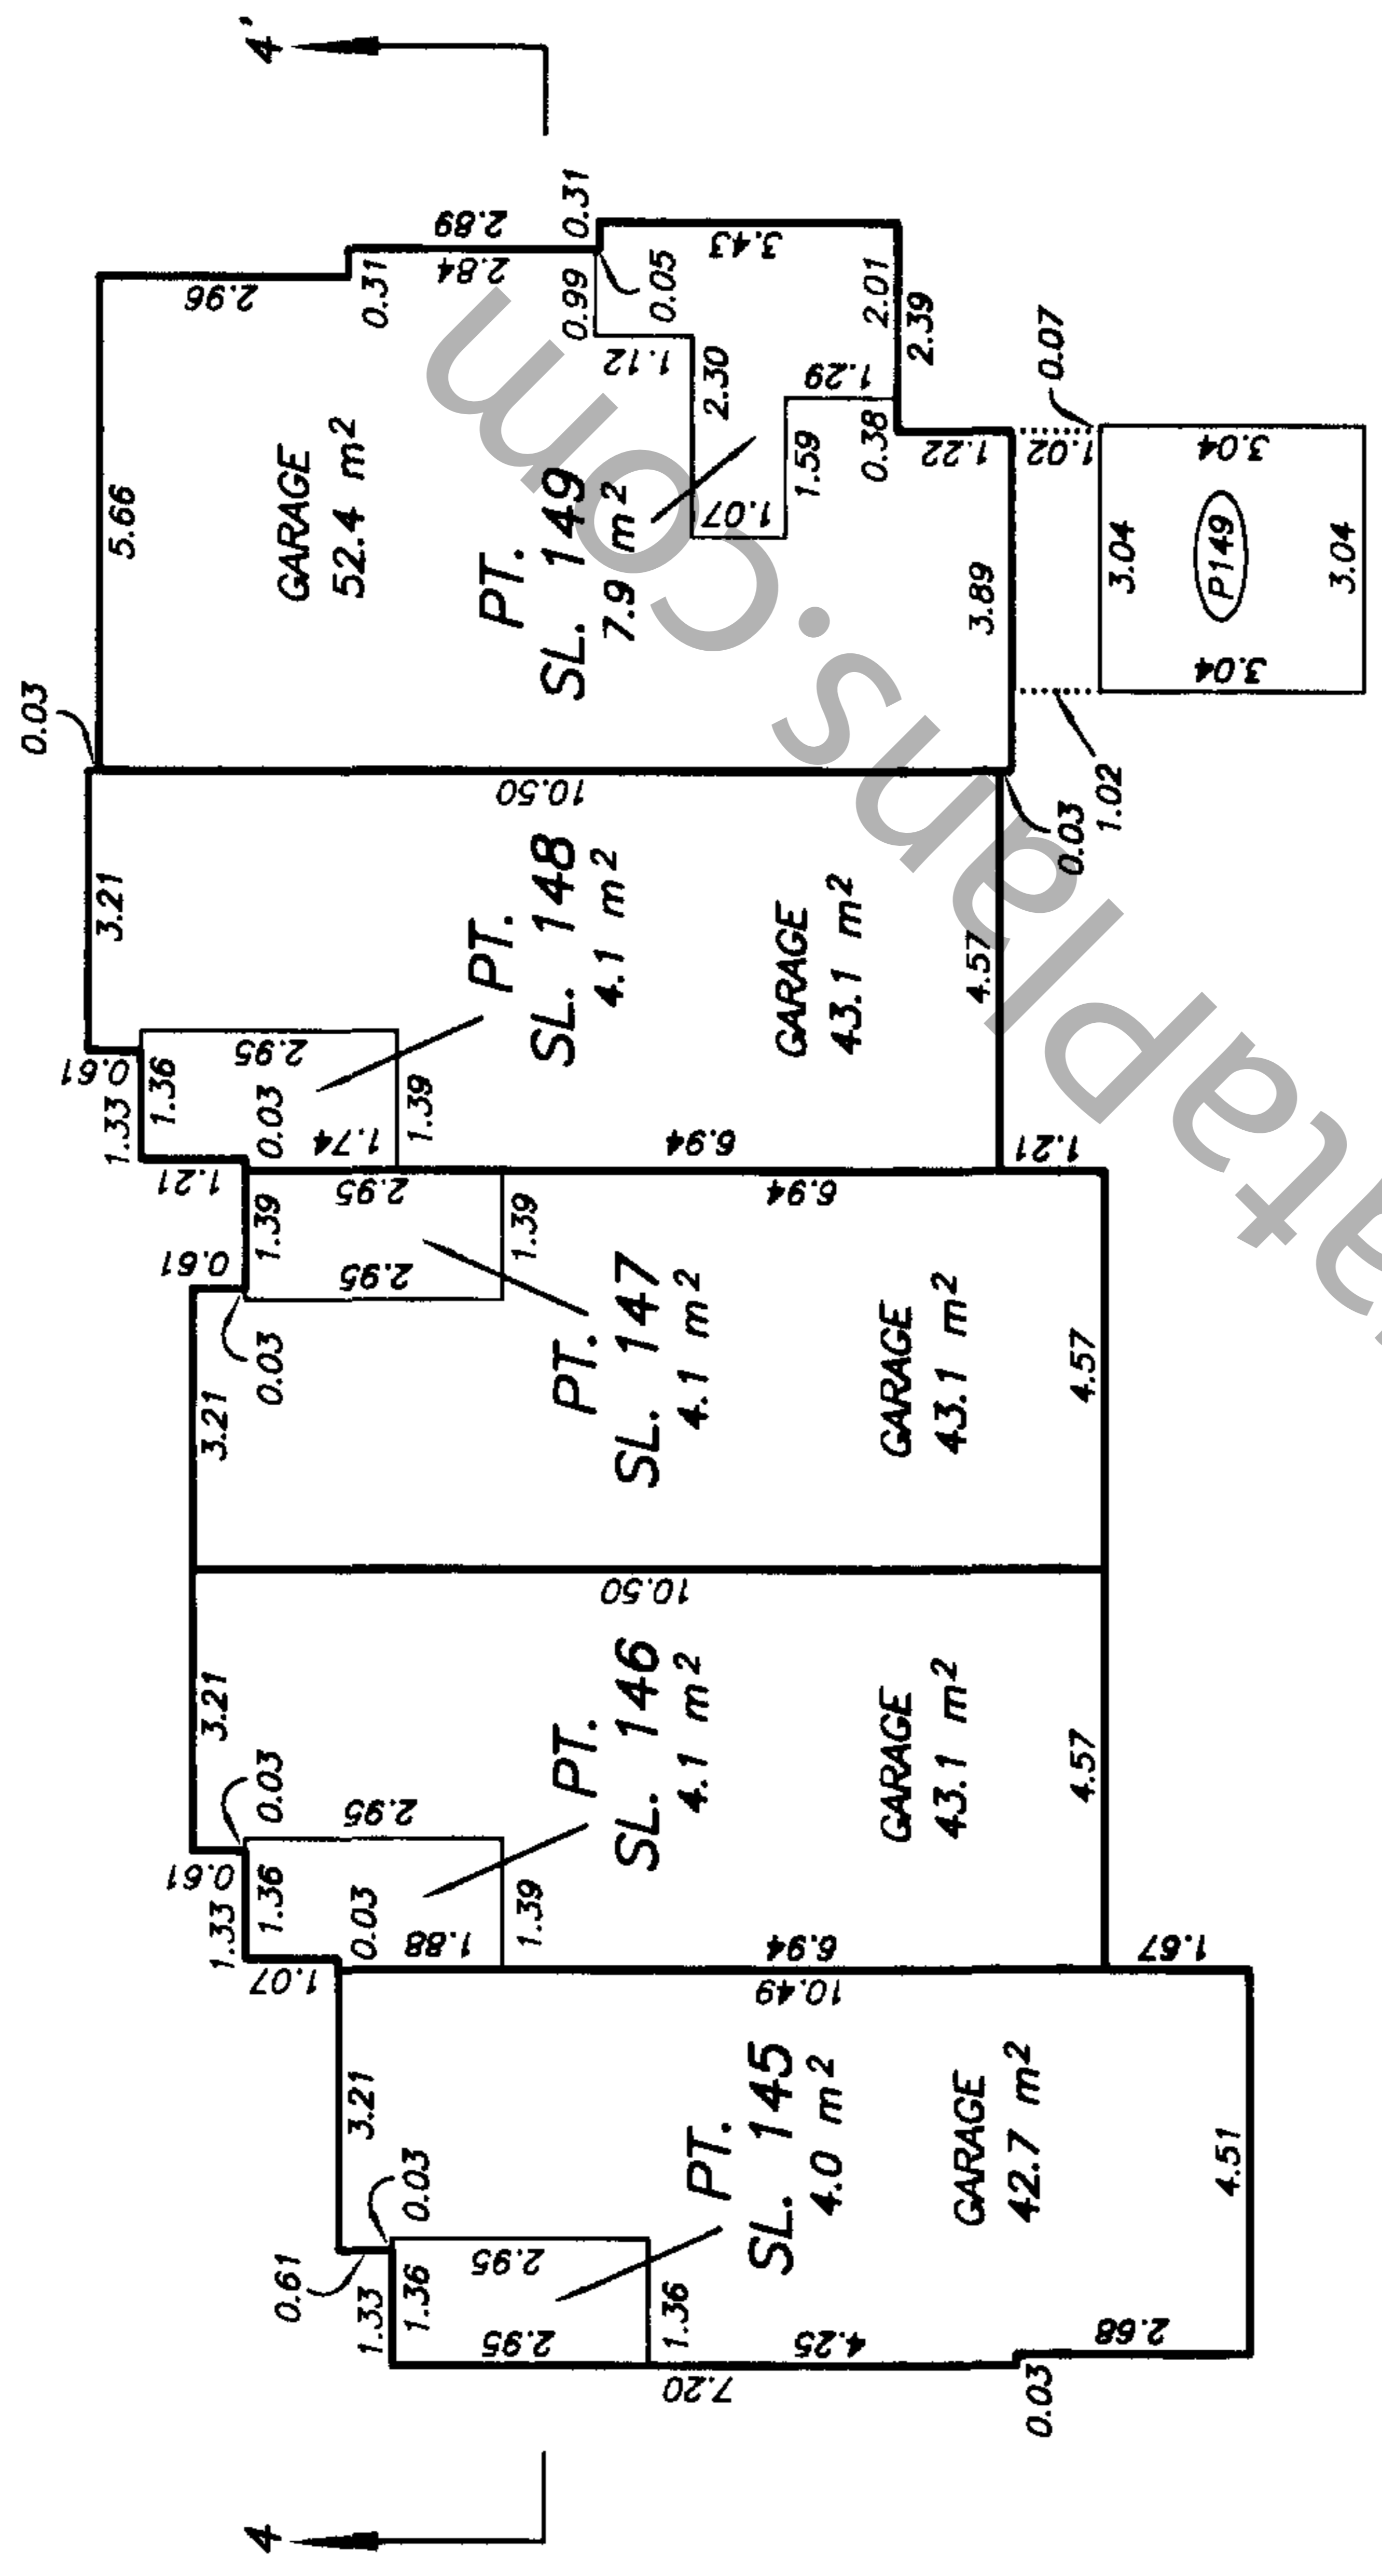 4'
2.96
0.31
2.89
2.84
0.31
0.99
0.05
3.43
1.12
2.30
2.01
2.39
1.29
0.38
1.59
1.07
1.22
1.02
0.07
5.66
GARAGE
52.4 m²
PT.
SL. 149
7.9 m²
3.89
3.04
3.04
P149
3.04
3.04
1.02
0.03
0.03
10.50
3.21
PT.
SL. 148
4.1 m²
GARAGE
43.1 m²
4.57
0.61
1.33
1.36
2.95
0.03
1.74
1.39
6.94
1.21
1.21
1.39
2.95
1.39
6.94
0.61
2.95
0.03
3.21
PT.
SL. 147
4.1 m²
GARAGE
43.1 m²
4.57
10.50
3.21
PT.
SL. 146
4.1 m²
GARAGE
43.1 m²
4.57
0.03
2.95
0.61
1.33
1.36
0.03
1.88
1.39
6.94
1.67
1.07
10.49
3.21
PT.
SL. 145
4.0 m²
GARAGE
42.7 m²
4.51
0.03
0.61
1.33
1.36
2.95
2.95
1.36
4.25
2.68
7.20
0.03
4
ataplans.com